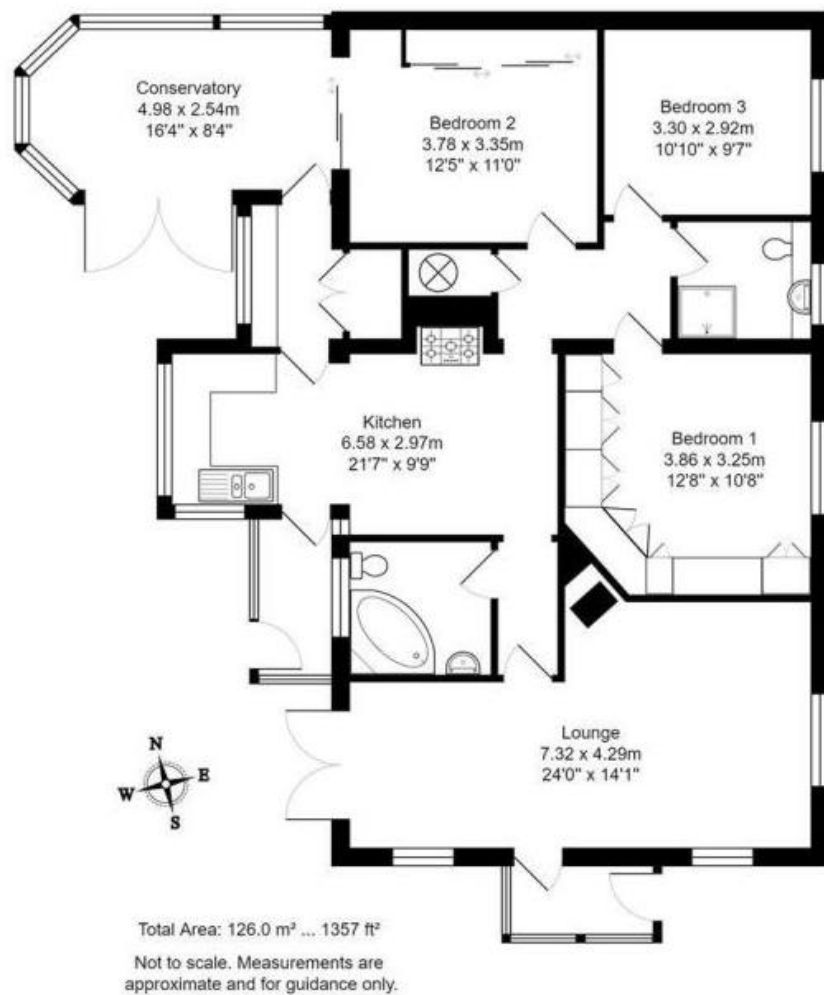 Conservatory
4.98 x 2.54m
16'4" x 8'4"
Bedroom 2
3.78 x 3.35m
12'5" x 11'0"
Bedroom 3
3.30 x 2.92m
10'10" x 9'7"
Kitchen
6.58 x 2.97m
21'7" x 9'9"
Bedroom 1
3.86 x 3.25m
12'8" x 10'8"
Lounge
7.32 x 4.29m
24'0" x 14'1"
N
W E
S
Total Area: 126.0 m² ... 1357 ft²
Not to scale. Measurements are
approximate and for guidance only.